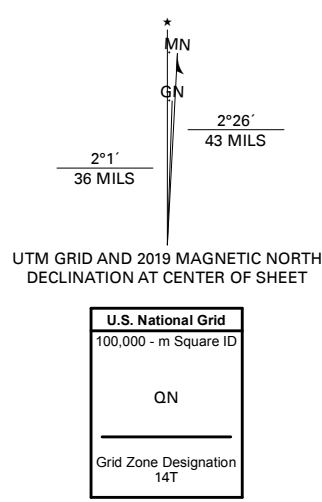 ★
MN
GN
2°26´
43 MILS
2°1´
36 MILS
UTM GRID AND 2019 MAGNETIC NORTH
DECLINATION AT CENTER OF SHEET
U.S. National Grid
100,000 - m Square ID
QN
Grid Zone Designation
14T